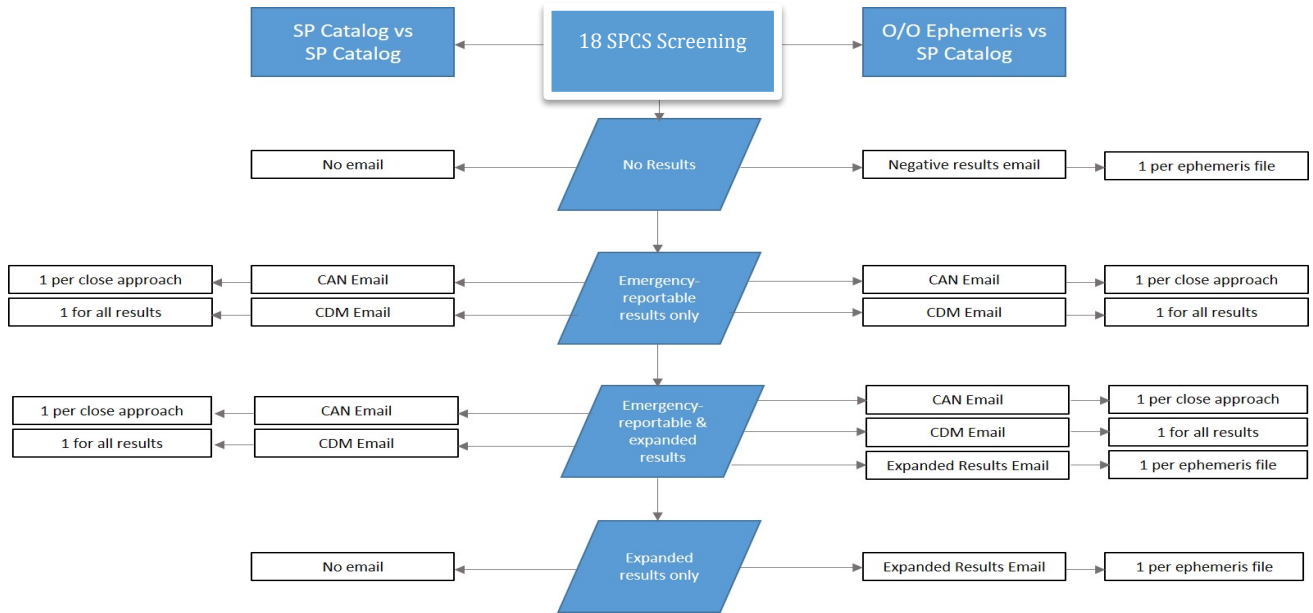 SP Catalog vs
SP Catalog
18 SPCS Screening
O/O Ephemeris vs
SP Catalog
No email
No Results
Negative results email
1 per ephemeris file
1 per close approach
CAN Email
Emergency-
reportable
results only
CAN Email
1 per close approach
1 for all results
CDM Email
CDM Email
1 for all results
1 per close approach
CAN Email
Emergency-
reportable &
expanded
results
CAN Email
1 per close approach
1 for all results
CDM Email
CDM Email
1 for all results
Expanded Results Email
1 per ephemeris file
No email
Expanded
results only
Expanded Results Email
1 per ephemeris file